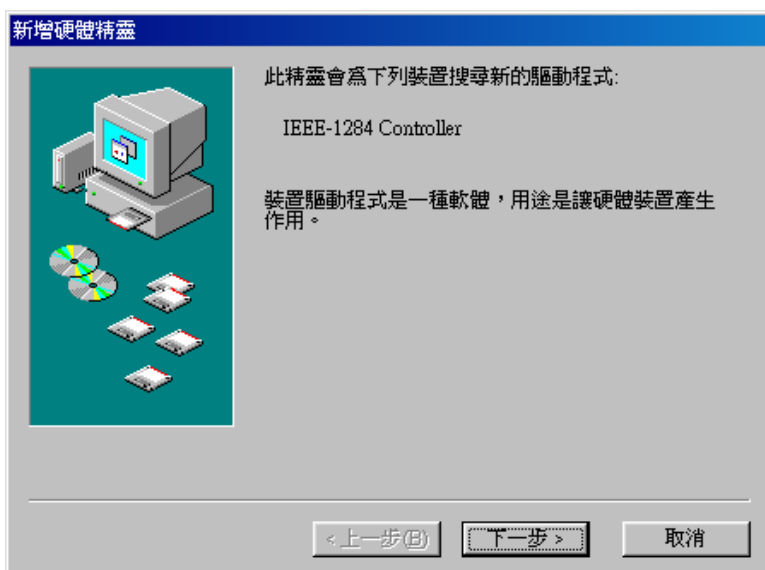 新增硬體精靈
此精靈會爲下列裝置搜尋新的驅動程式:
IEEE-1284 Controller
裝置驅動程式是一種軟體，用途是讓硬體裝置產生
作用。
<上一步(B)
下一步>
取消